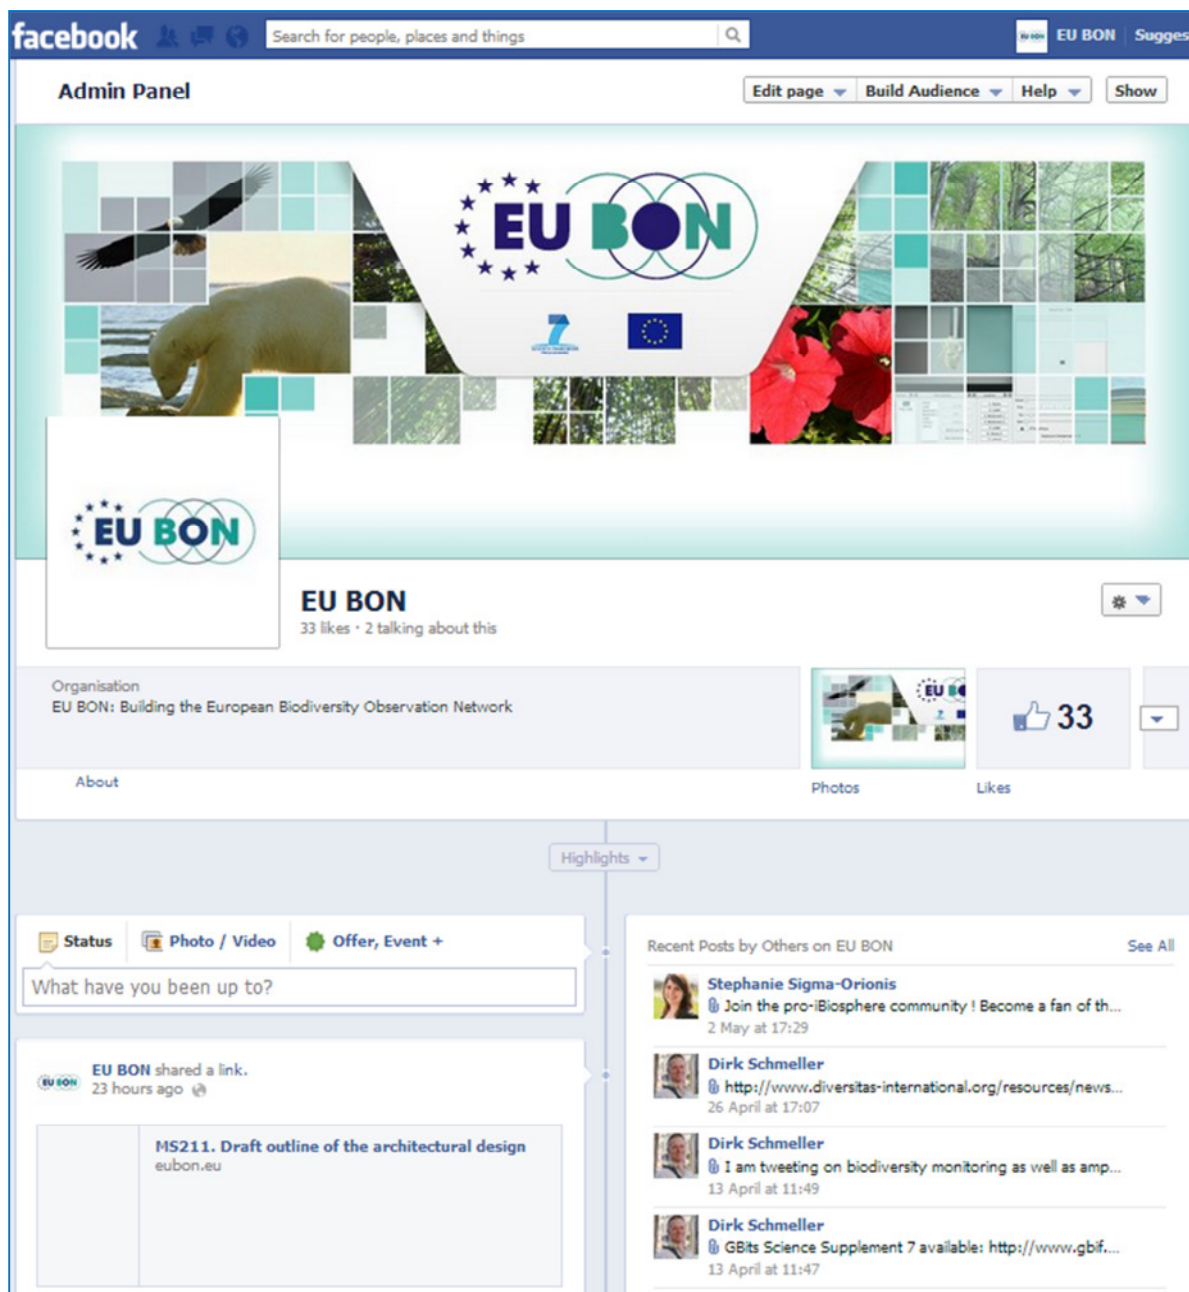 facebook
Search for people, places and things
EU BON
Sugges
Admin Panel
Edit page
Build Audience
Help
Show
EU BON
7
EU BON
EU BON
33 likes · 2 talking about this
Organisation
EU BON: Building the European Biodiversity Observation Network
EU B
33
About
Photos
Likes
Highlights
Status
Photo / Video
Offer, Event +
What have you been up to?
EU BON
EU BON shared a link.
23 hours ago
MS211. Draft outline of the architectural design
eubon.eu
Recent Posts by Others on EU BON
See All
Stephanie Sigma-Orionis
Join the pro-iBiosphere community ! Become a fan of th...
2 May at 17:29
Dirk Schmeller
http://www.diversitas-international.org/resources/news...
26 April at 17:07
Dirk Schmeller
I am tweeting on biodiversity monitoring as well as amp...
13 April at 11:49
Dirk Schmeller
GBits Science Supplement 7 available: http://www.gbif....
13 April at 11:47